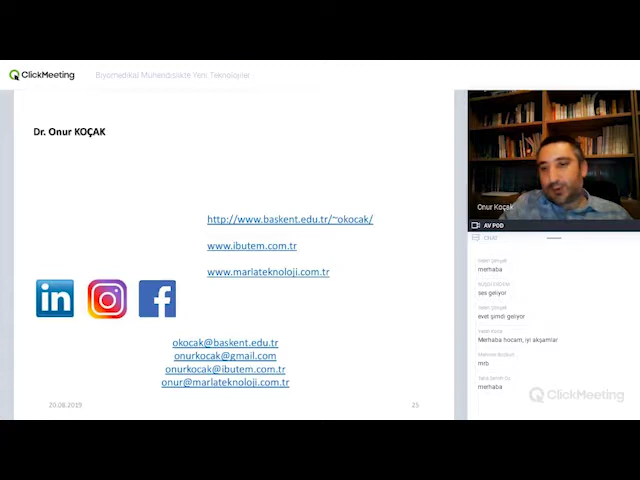 ClickMeeting
Biyomedikal Mühendislikte Yeni Teknolojiler
Dr. Onur KOÇAK
http://www.baskent.edu.tr/~okocak/
www.ibutem.com.tr
www.marlateknoloji.com.tr
in
okocak@baskent.edu.tr
onurkocak@gmail.com
onurkocak@ibutem.com.tr
onur@marlateknoloji.com.tr
20.08.2019
25
Onur Koçak
AV POD
CHAT
merhaba
ses geliyor
evet şimdi geliyor
Merhaba hocam, iyi akşamlar
mrb
merhaba
ClickMeeting